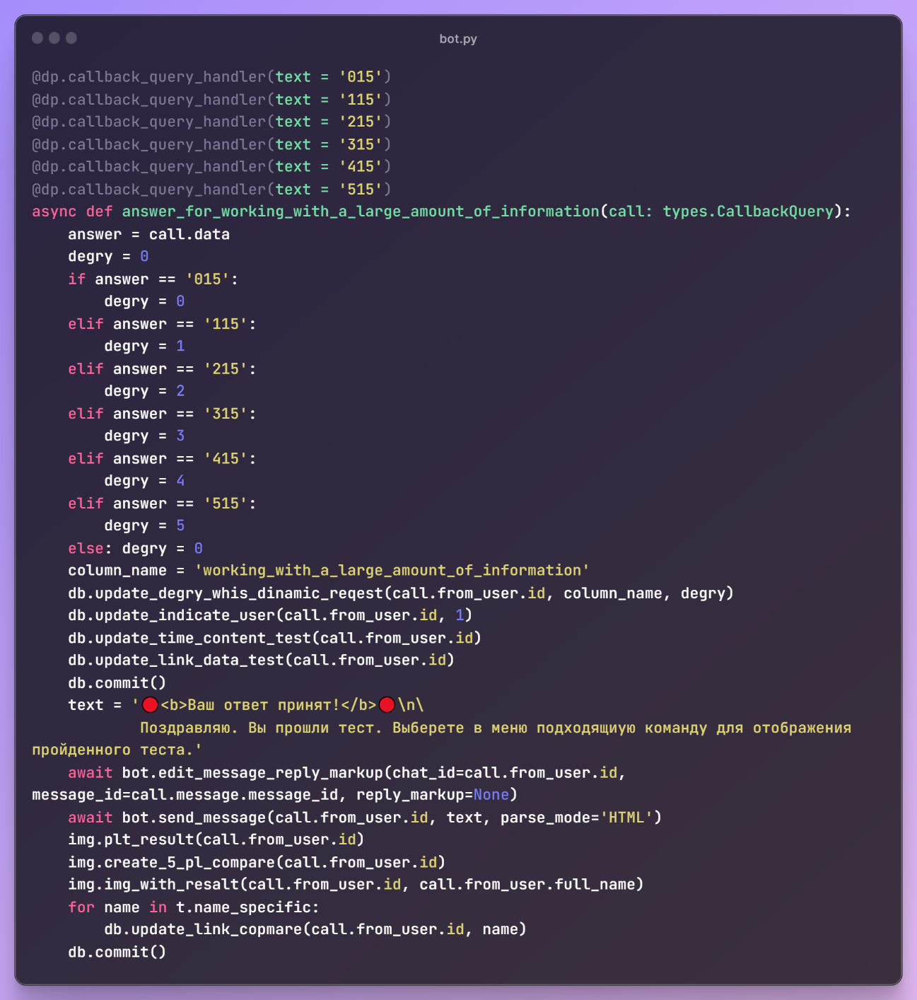 bot.py
@dp.callback_query_handler(text = '015')
@dp.callback_query_handler(text = '115')
@dp.callback_query_handler(text = '215')
@dp.callback_query_handler(text = '315')
@dp.callback_query_handler(text = '415')
@dp.callback_query_handler(text = '515')
async def answer_for_working_with_a_large_amount_of_information(call: types.CallbackQuery):
    answer = call.data
    degry = 0
    if answer == '015':
        degry = 0
    elif answer == '115':
        degry = 1
    elif answer == '215':
        degry = 2
    elif answer == '315':
        degry = 3
    elif answer == '415':
        degry = 4
    elif answer == '515':
        degry = 5
    else: degry = 0
    column_name = 'working_with_a_large_amount_of_information'
    db.update_degry_whis_dinamic_reqest(call.from_user.id, column_name, degry)
    db.update_indicate_user(call.from_user.id, 1)
    db.update_time_content_test(call.from_user.id)
    db.update_link_data_test(call.from_user.id)
    db.commit()
    text = '🔴<b>Ваш ответ принят!</b>🔴\n\
            Поздравляю. Вы прошли тест. Выберете в меню подходящиую команду для отображения
пройденного теста.'
    await bot.edit_message_reply_markup(chat_id=call.from_user.id,
message_id=call.message.message_id, reply_markup=None)
    await bot.send_message(call.from_user.id, text, parse_mode='HTML')
    img.plt_result(call.from_user.id)
    img.create_5_pl_compare(call.from_user.id)
    img.img_with_resalt(call.from_user.id, call.from_user.full_name)
    for name in t.name_specific:
        db.update_link_copmare(call.from_user.id, name)
    db.commit()